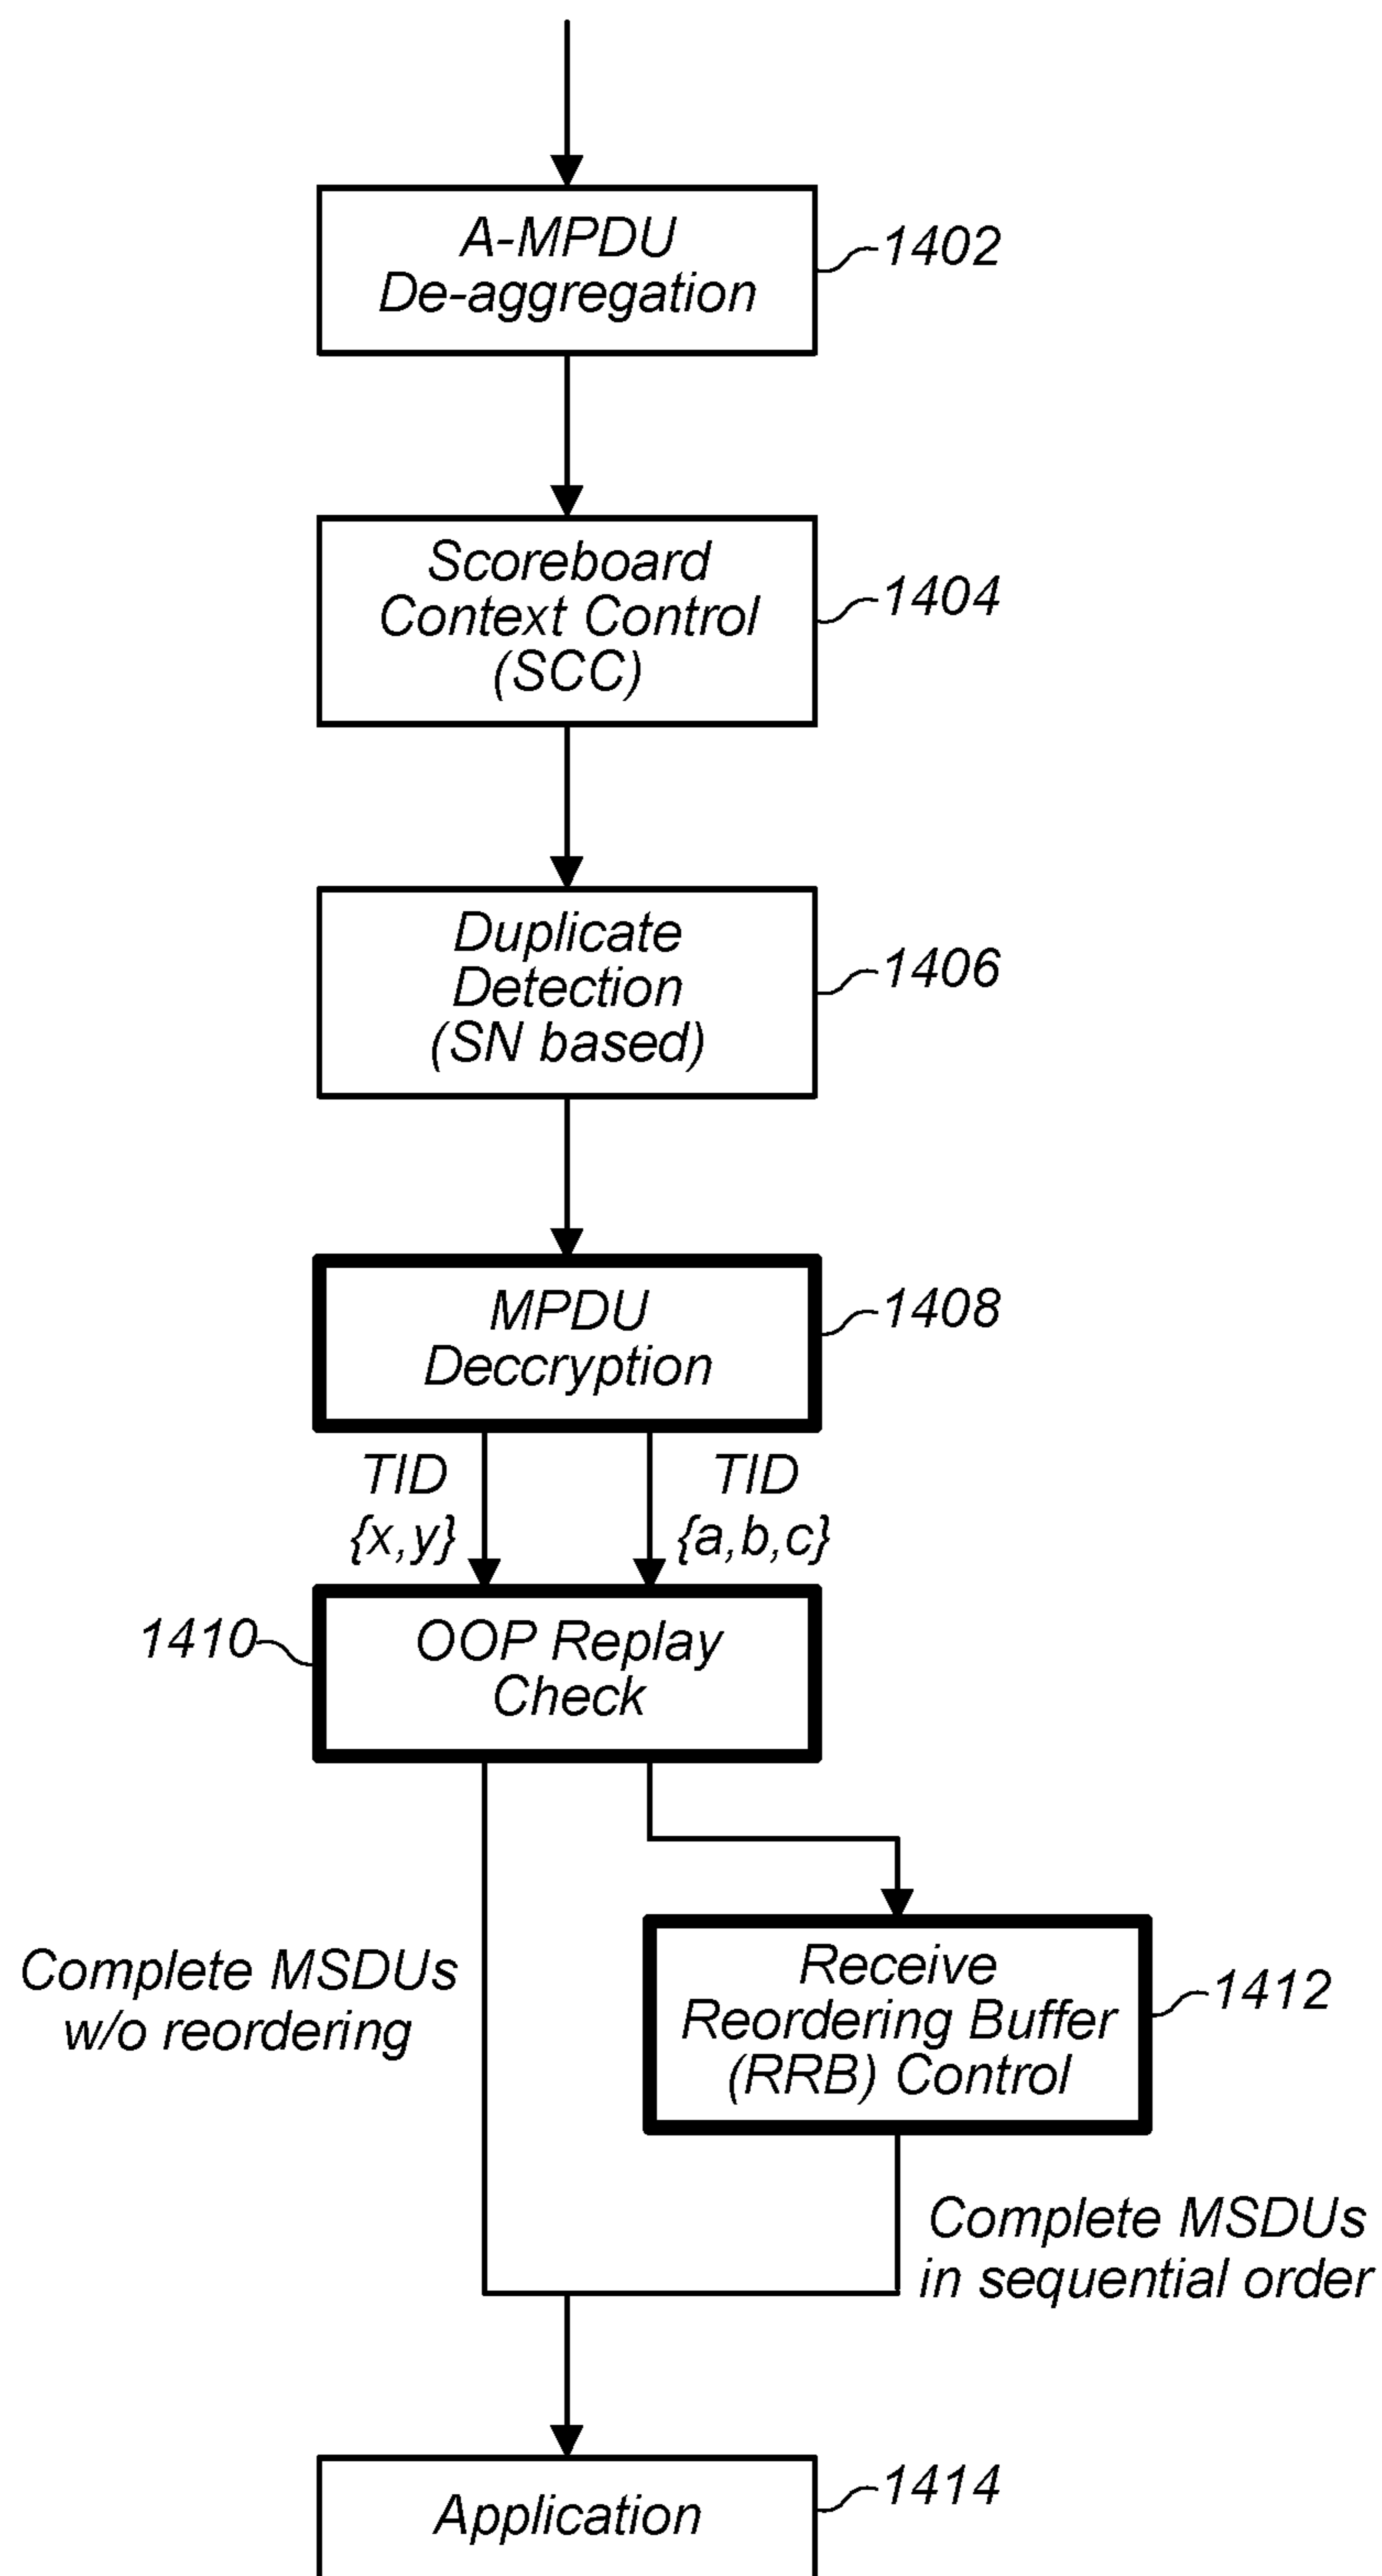 A-MPDU
De-aggregation
1402
Scoreboard
Context Control
(SCC)
1404
Duplicate
Detection
(SN based)
1406
MPDU
Deccryption
1408
TID
{x,y}
TID
{a,b,c}
1410
OOP Replay
Check
Complete MSDUs
w/o reordering
Receive
Reordering Buffer
(RRB) Control
1412
Complete MSDUs
in sequential order
Application
1414